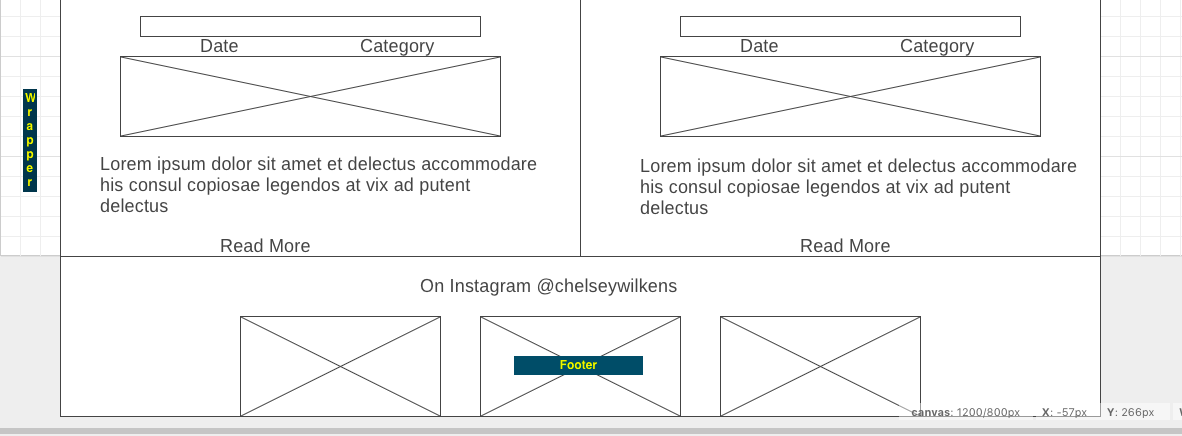 Date
Category
Date
Category
Wrapper
Lorem ipsum dolor sit amet et delectus accommodare
his consul copiosae legendos at vix ad putent
delectus
Lorem ipsum dolor sit amet et delectus accommodare
his consul copiosae legendos at vix ad putent
delectus
Read More
Read More
On Instagram @chelseywilkens
Footer
canvas: 1200/800px X: -57px Y: 266px